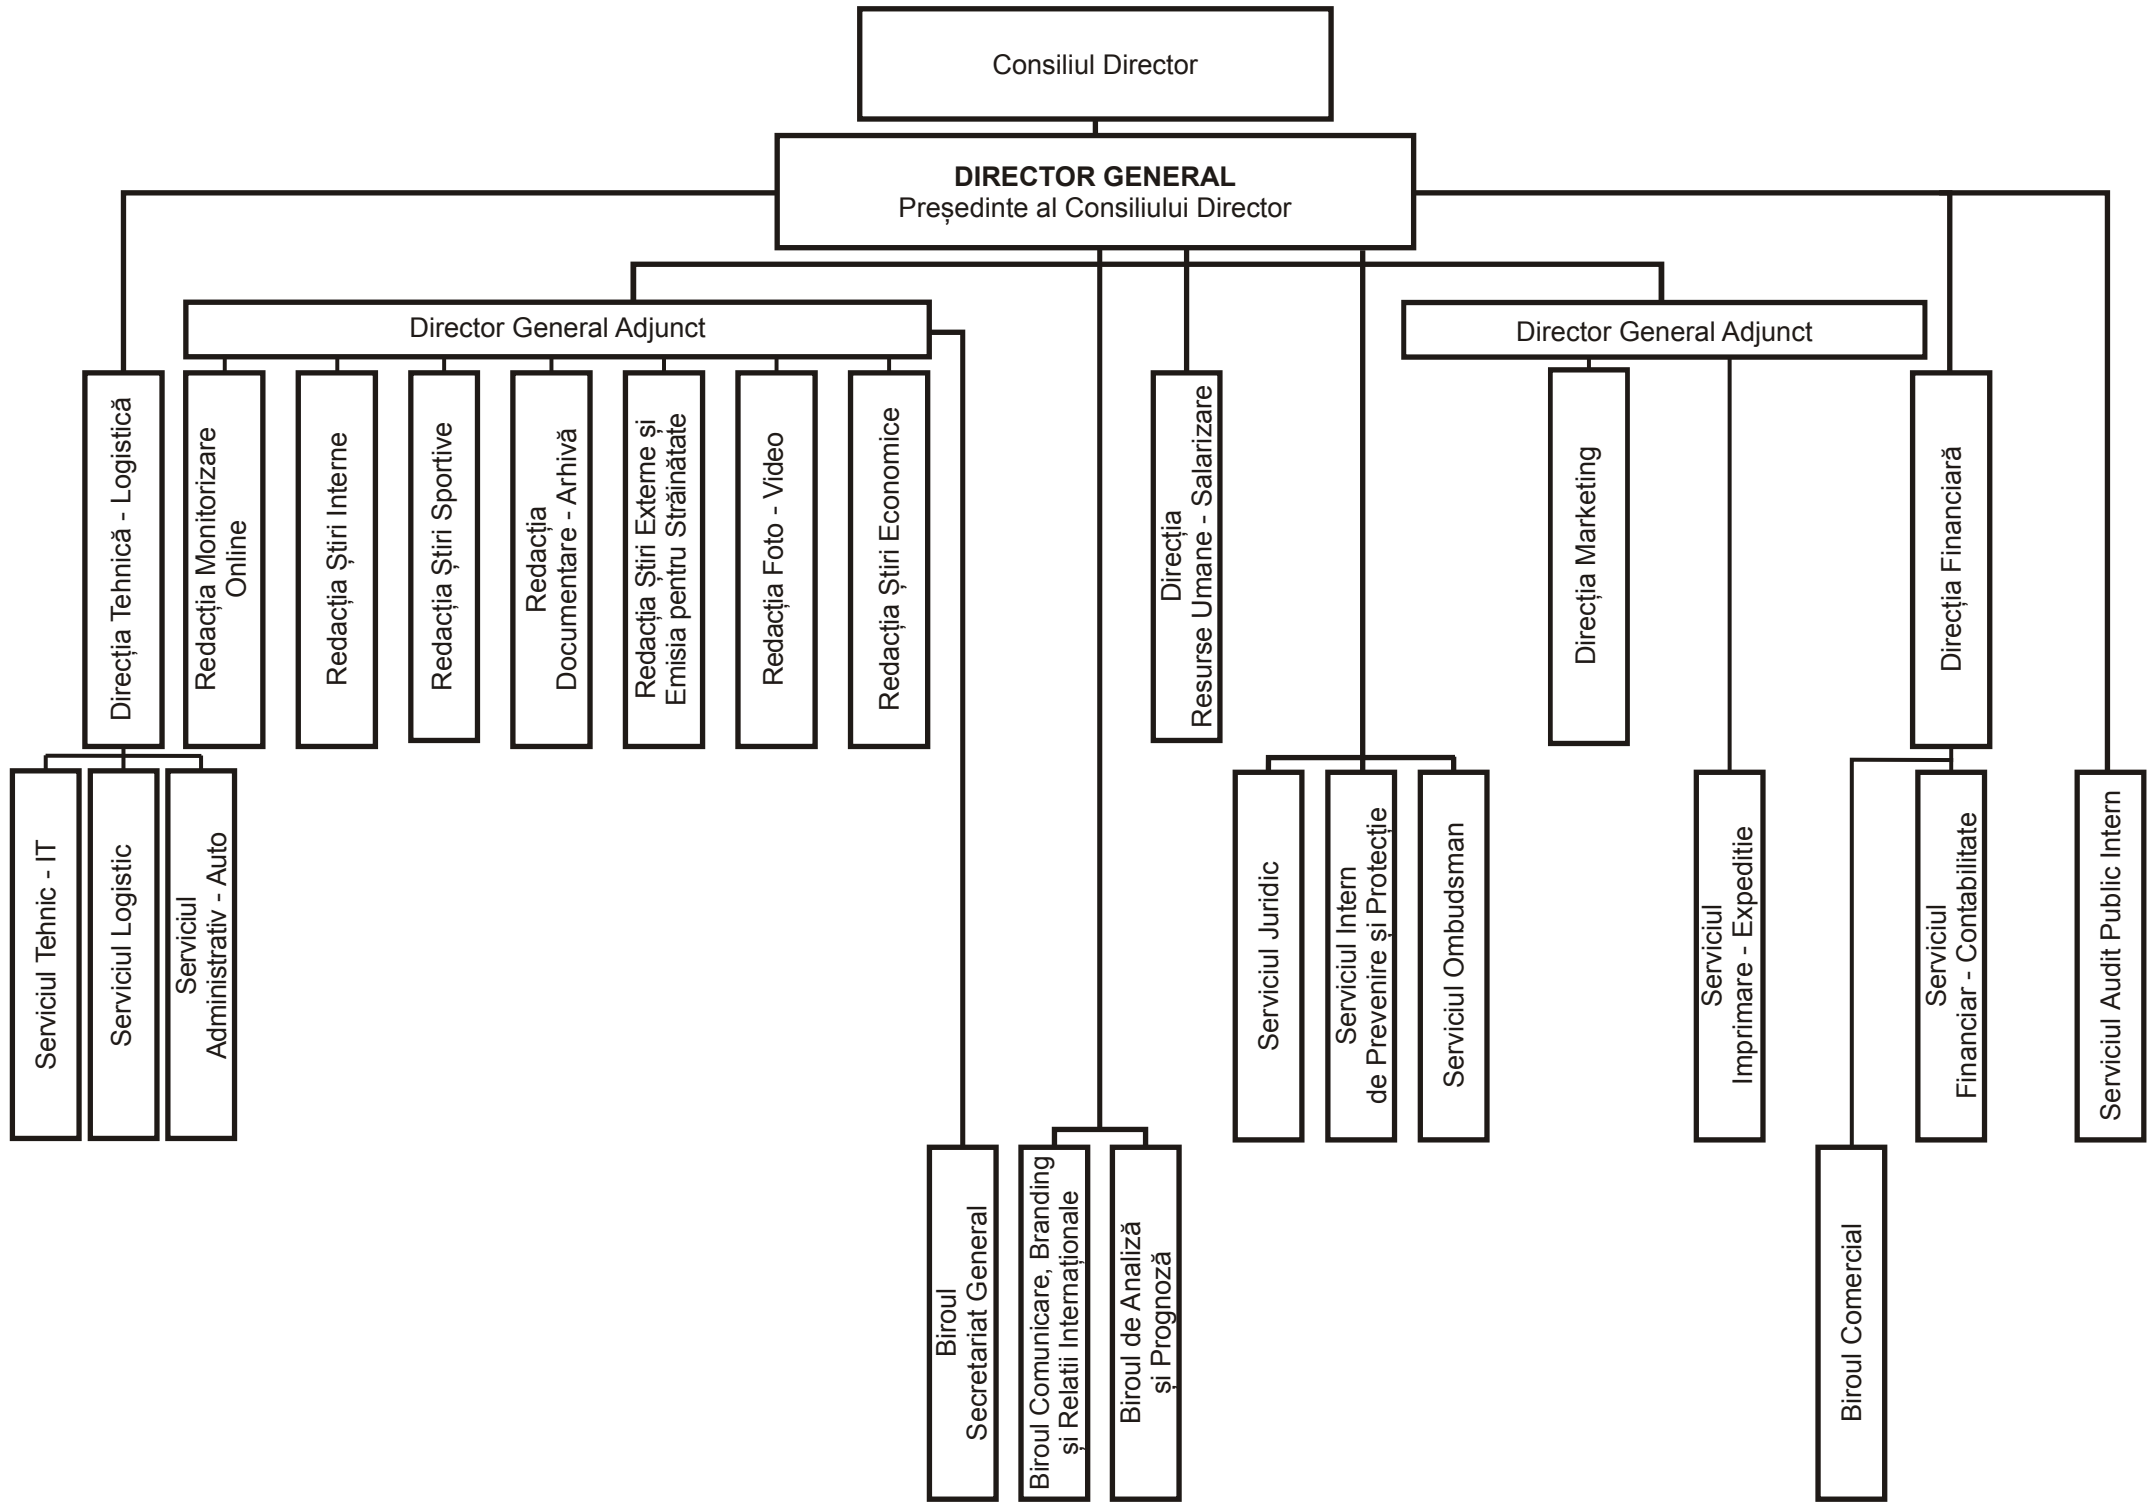 Consiliul Director
DIRECTOR GENERAL
Președinte al Consiliului Director
Director General Adjunct
Director General Adjunct
Direcția Tehnică - Logistică
Redacția Monitorizare
Online
Redacția Știri Interne
Redacția Știri Sportive
Redacția
Documentare - Arhivă
Redacția Știri Externe și
Emisia pentru Străinătate
Redacția Foto - Video
Redacția Știri Economice
Direcția
Resurse Umane - Salarizare
Direcția Marketing
Direcția Financiară
Serviciul Tehnic - IT
Serviciul Logistic
Serviciul
Administrativ - Auto
Serviciul Juridic
Serviciul Intern
de Prevenire și Protecție
Serviciul Ombudsman
Serviciul
Imprimare - Expeditie
Serviciul
Financiar - Contabilitate
Serviciul Audit Public Intern
Biroul
Secretariat General
Biroul Comunicare, Branding
și Relatii Internaționale
Biroul de Analiză
și Prognoză
Biroul Comercial